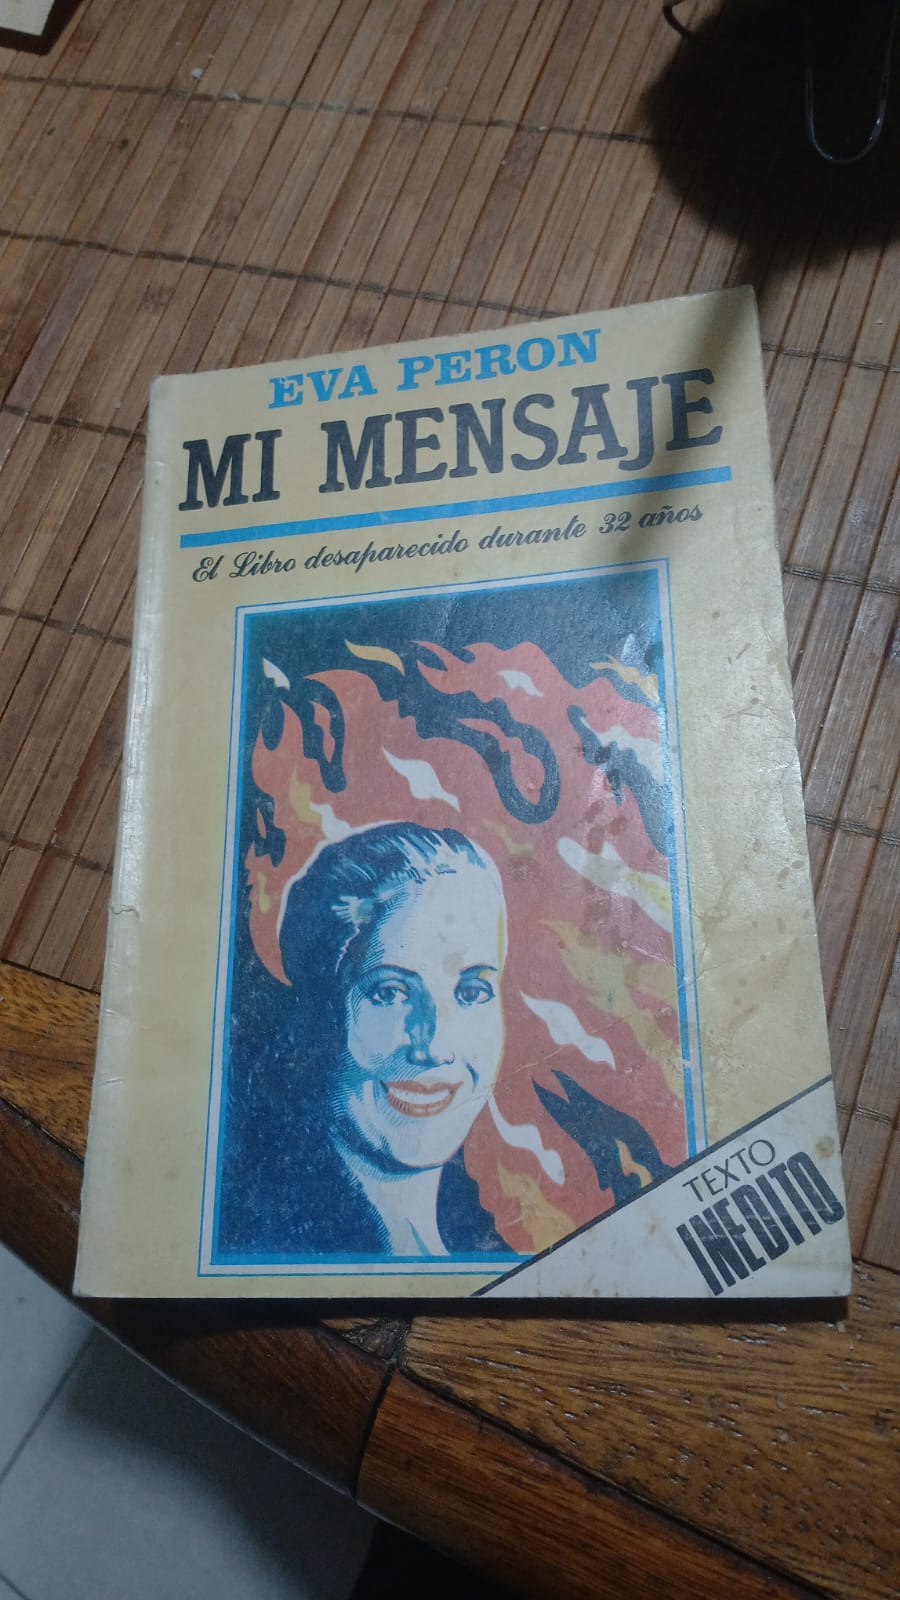 EVA PERON
MI MENSAJE
El Libro desaparecido durante 32 años
TEXTO
INEDITO